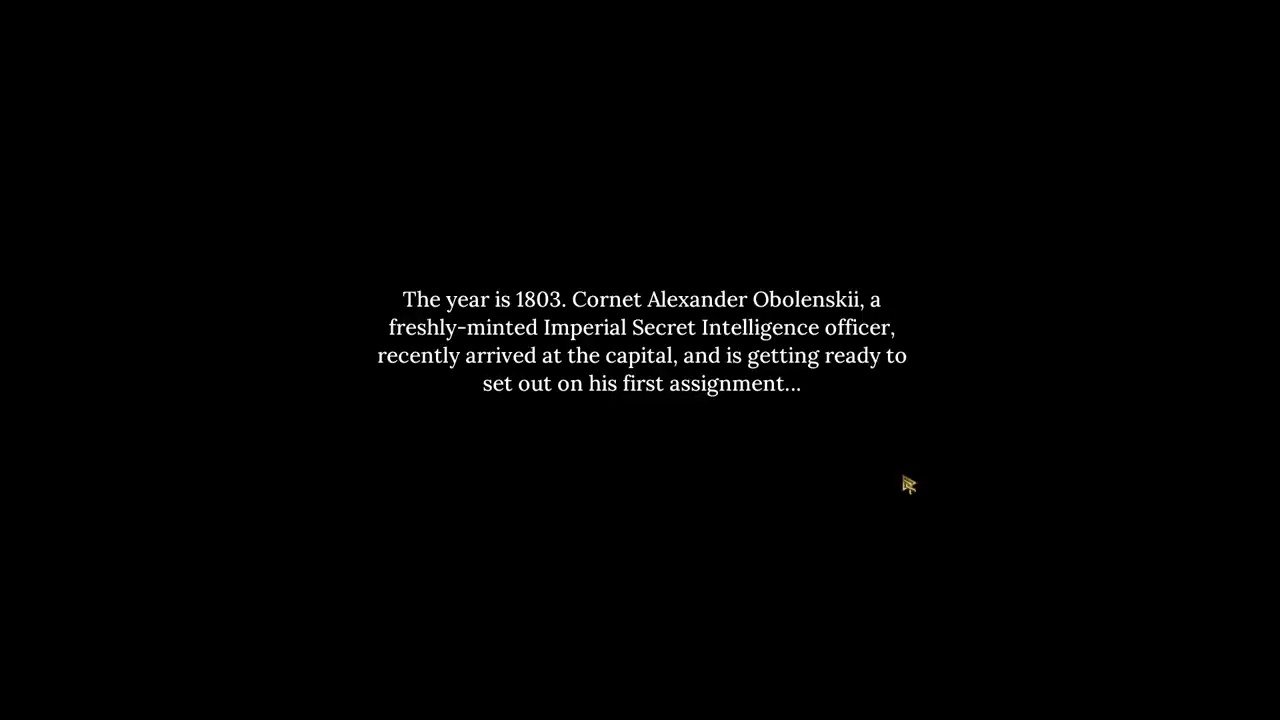 The year is 1803. Cornet Alexander Obolenskii, a
freshly-minted Imperial Secret Intelligence officer,
recently arrived at the capital, and is getting ready to
set out on his first assignment...